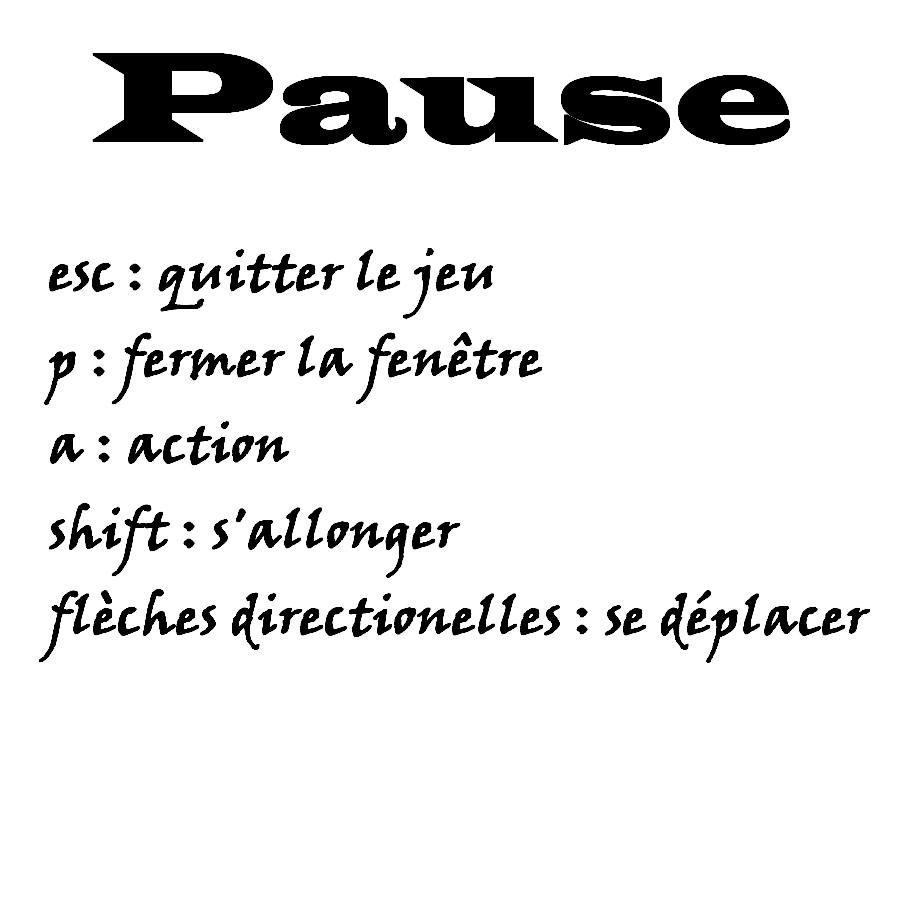 Pause
esc : quitter le jeu
p : fermer la fenêtre
a : action
shift : s'allonger
flèches directionelles : se déplacer